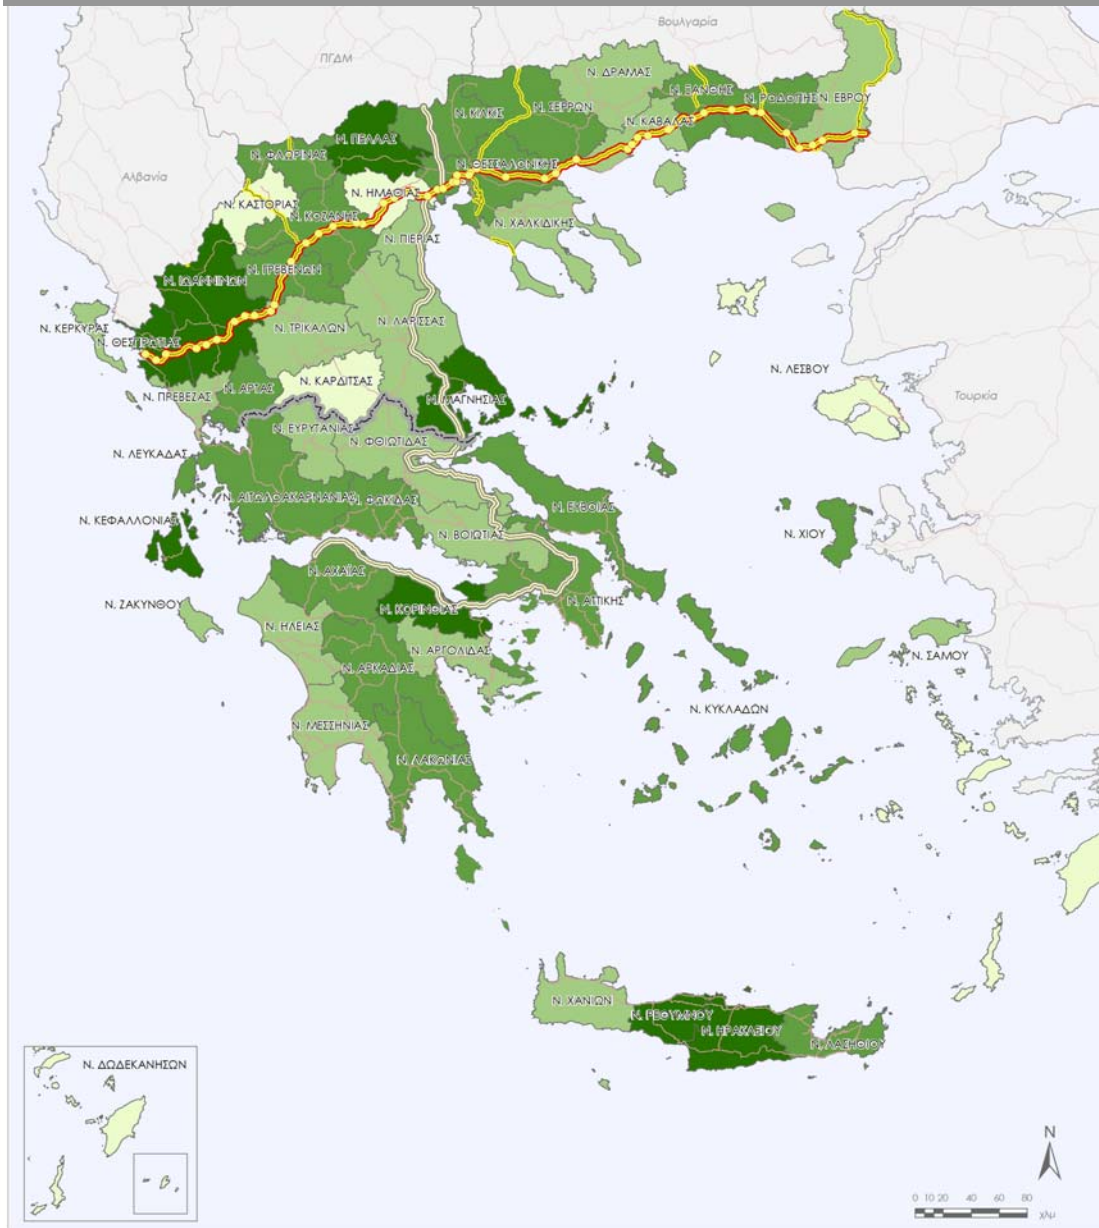 Βουλγαρία
ΠΓΔΜ
Ν. ΔΡΑΜΑΣ
Ν. ΞΑΝΘΗΣ
Ν. ΡΟΔΟΠΗΣ
Ν. ΕΒΡΟΥ
Ν. ΚΙΛΚΙΣ
Ν. ΣΕΡΡΩΝ
Ν. ΚΑΒΑΛΑΣ
Ν. ΠΕΛΛΑΣ
Ν. ΦΛΩΡΙΝΑΣ
Ν. ΘΕΣΣΑΛΟΝΙΚΗΣ
Αλβανία
Ν. ΗΜΑΘΙΑΣ
Ν. ΚΑΣΤΟΡΙΑΣ
Ν. ΚΟΖΑΝΗΣ
Ν. ΧΑΛΚΙΔΙΚΗΣ
Ν. ΠΙΕΡΙΑΣ
Ν. ΓΡΕΒΕΝΩΝ
Ν. ΙΩΑΝΝΙΝΩΝ
Ν. ΚΕΡΚΥΡΑΣ
Ν. ΤΡΙΚΑΛΩΝ
Ν. ΛΑΡΙΣΣΑΣ
Ν. ΘΕΣΠΡΩΤΙΑΣ
Ν. ΛΕΣΒΟΥ
Ν. ΚΑΡΔΙΤΣΑΣ
Ν. ΑΡΤΑΣ
Ν. ΠΡΕΒΕΖΑΣ
Ν. ΜΑΓΝΗΣΙΑΣ
Τουρκία
Ν. ΕΥΡΥΤΑΝΙΑΣ
Ν. ΦΘΙΩΤΙΔΑΣ
Ν. ΛΕΥΚΑΔΑΣ
Ν. ΑΙΤΩΛΟΑΚΑΡΝΑΝΙΑΣ
Ν. ΦΩΚΙΔΑΣ
Ν. ΕΥΒΟΙΑΣ
Ν. ΚΕΦΑΛΛΟΝΙΑΣ
Ν. ΒΟΙΩΤΙΑΣ
Ν. ΧΙΟΥ
Ν. ΑΧΑΪΑΣ
Ν. ΖΑΚΥΝΘΟΥ
Ν. ΚΟΡΙΝΘΙΑΣ
Ν. ΑΤΤΙΚΗΣ
Ν. ΗΛΕΙΑΣ
Ν. ΑΡΓΟΛΙΔΑΣ
Ν. ΣΑΜΟΥ
Ν. ΑΡΚΑΔΙΑΣ
Ν. ΚΥΚΛΑΔΩΝ
Ν. ΜΕΣΣΗΝΙΑΣ
Ν. ΛΑΚΩΝΙΑΣ
Ν. ΧΑΝΙΩΝ
Ν. ΡΕΘΥΜΝΟΥ
Ν. ΗΡΑΚΛΕΙΟΥ
Ν. ΛΑΣΗΘΙΟΥ
Ν. ΔΩΔΕΚΑΝΗΣΩΝ
N
0 10 20 40 60 80
χλμ